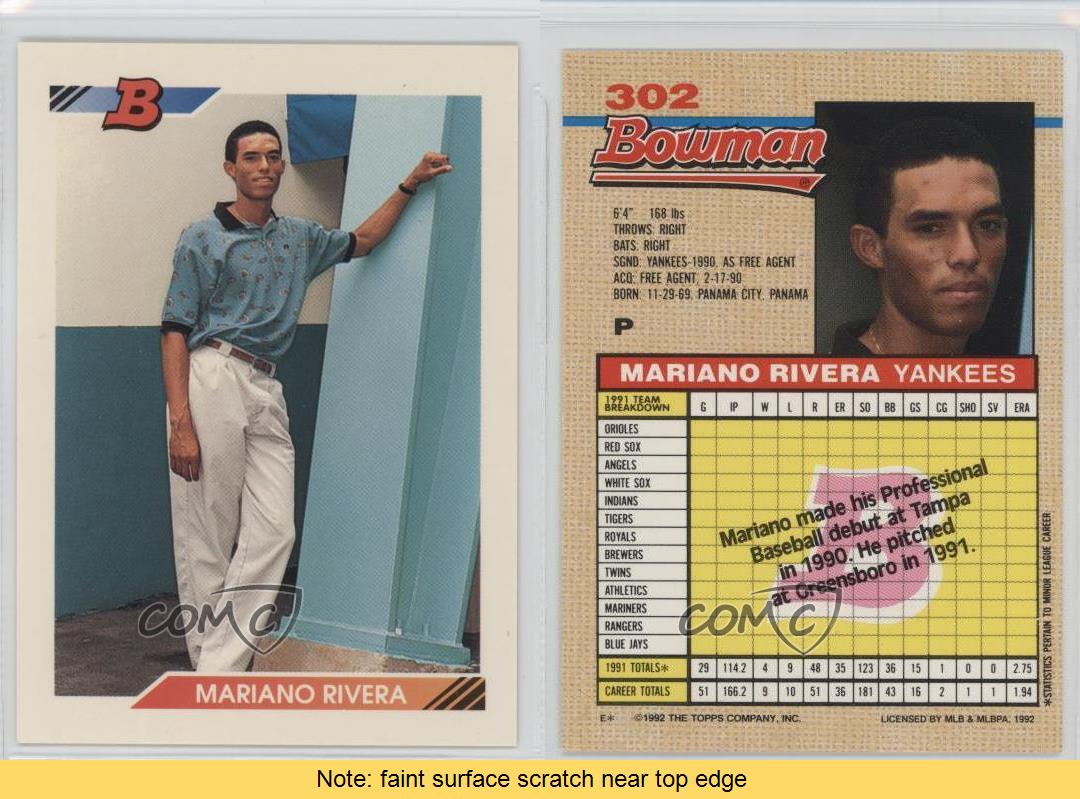 B
MARIANO RIVERA
COMC
302
Bowman
6'4" 168 lbs
THROWS: RIGHT
BATS: RIGHT
SGND: YANKEES-1990, AS FREE AGENT
ACQ: FREE AGENT, 2-17-90
BORN: 11-29-69, PANAMA CITY, PANAMA
P
MARIANO RIVERA YANKEES
1991 TEAM BREAKDOWN G IP W L R ER SO BB GS CG SHO SV ERA
ORIOLES
RED SOX
ANGELS
WHITE SOX
INDIANS
TIGERS
ROYALS
BREWERS
TWINS
ATHLETICS
MARINERS
RANGERS
BLUE JAYS
Mariano made his Professional
Baseball debut at Tampa
in 1990. He pitched
at Greensboro in 1991.
COMC
1991 TOTALS* 29 114.2 4 9 48 35 123 36 15 1 0 0 2.75
CAREER TOTALS 51 166.2 9 10 51 36 181 43 16 2 1 1 1.94
*STATISTICS PERTAIN TO MINOR LEAGUE CAREER
E* ©1992 THE TOPPS COMPANY, INC. LICENSED BY MLB & MLBPA, 1992
Note: faint surface scratch near top edge